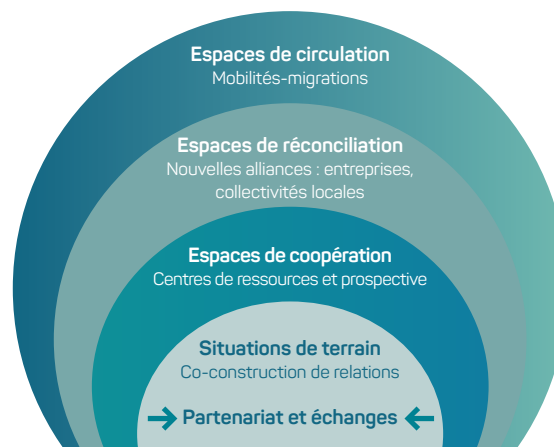 Espaces de circulation
Mobilités-migrations
Espaces de réconciliation
Nouvelles alliances : entreprises,
collectivités locales
Espaces de coopération
Centres de ressources et prospective
Situations de terrain
Co-construction de relations
Partenariat et échanges